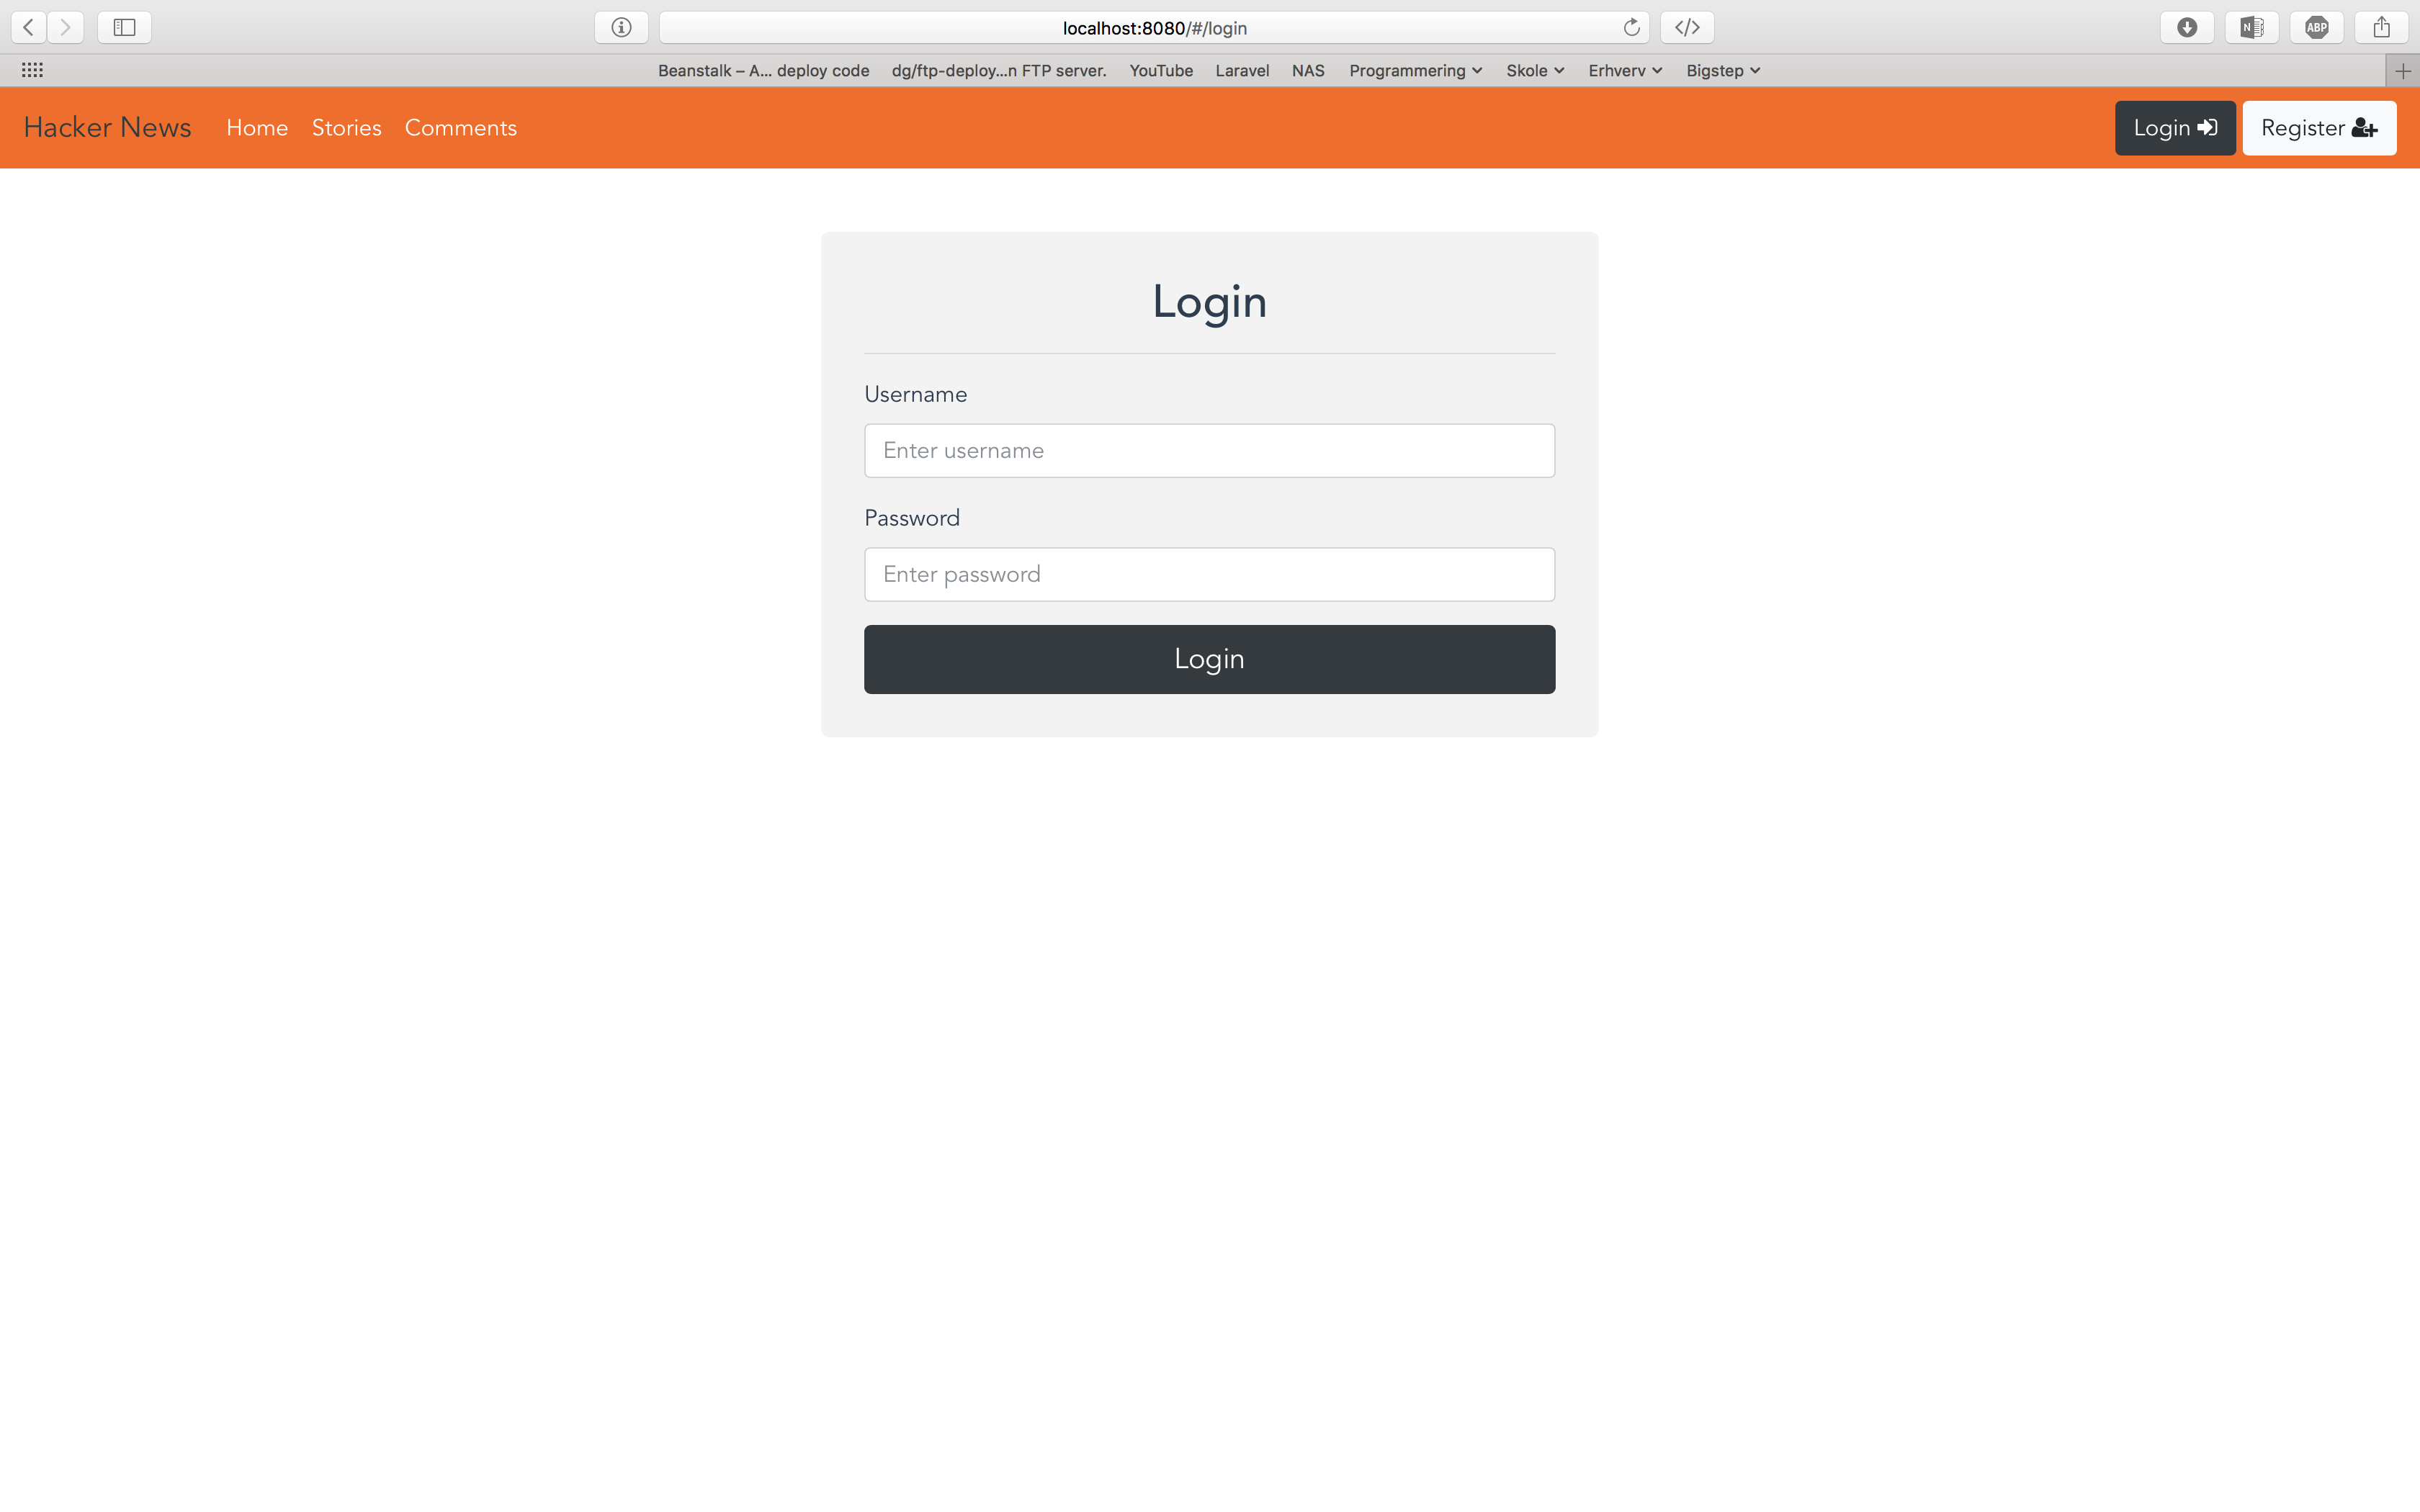 localhost:8080/#/login
Beanstalk – A... deploy code dg/ftp-deploy...n FTP server. YouTube Laravel NAS Programmering Skole Erhverv Bigstep
Hacker News Home Stories Comments Login Register
Login
Username
Enter username
Password
Enter password
Login
N
ABP